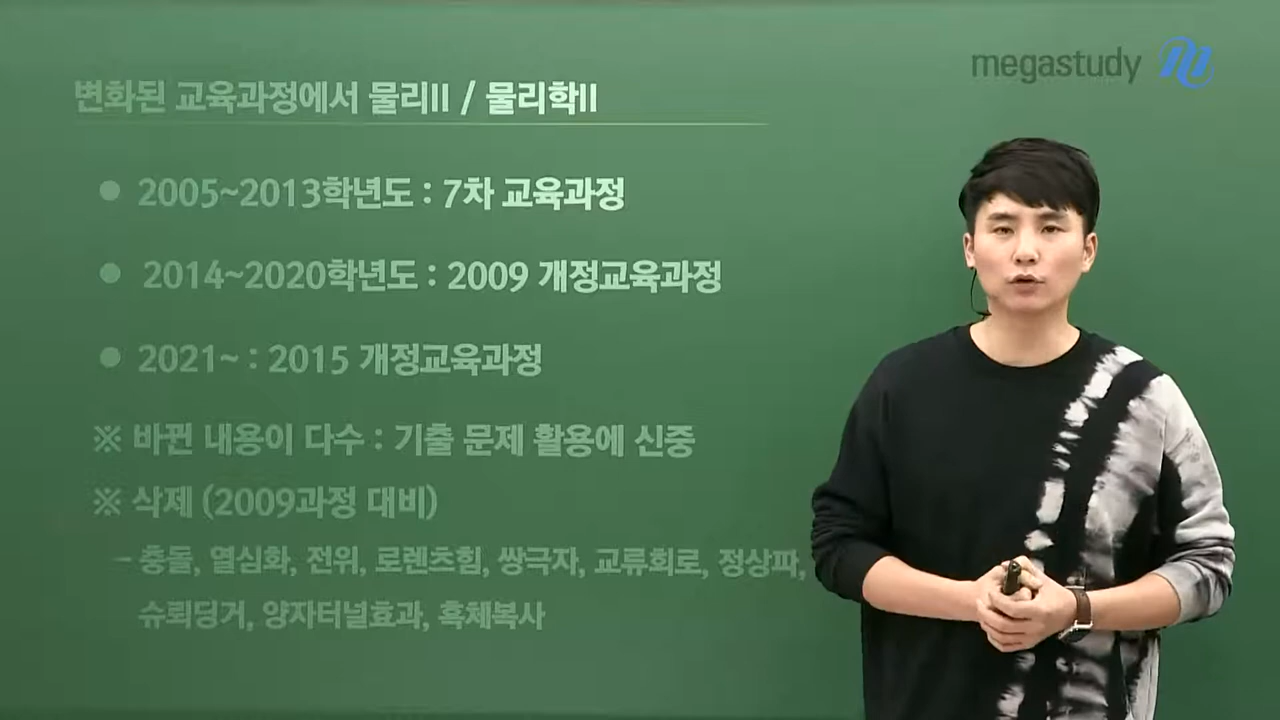 megastudy
변화된 교육과정에서 물리II / 물리학II
● 2005~2013학년도 : 7차 교육과정
● 2014~2020학년도 : 2009 개정교육과정
● 2021~ : 2015 개정교육과정
※ 바뀐 내용이 다수 : 기출 문제 활용에 신중
※ 삭제 (2009과정 대비)
- 충돌, 열심화, 전위, 로렌츠힘, 쌍극자, 교류회로, 정상파,
슈뢰딩거, 양자터널효과, 흑체복사